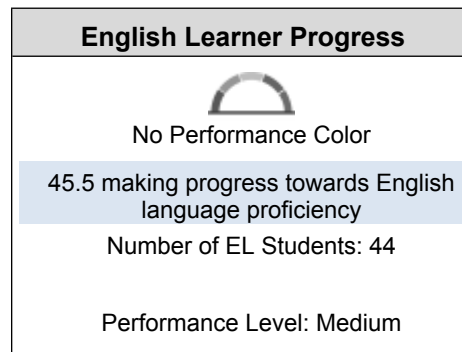 English Learner Progress
No Performance Color
45.5 making progress towards English
language proficiency
Number of EL Students: 44
Performance Level: Medium